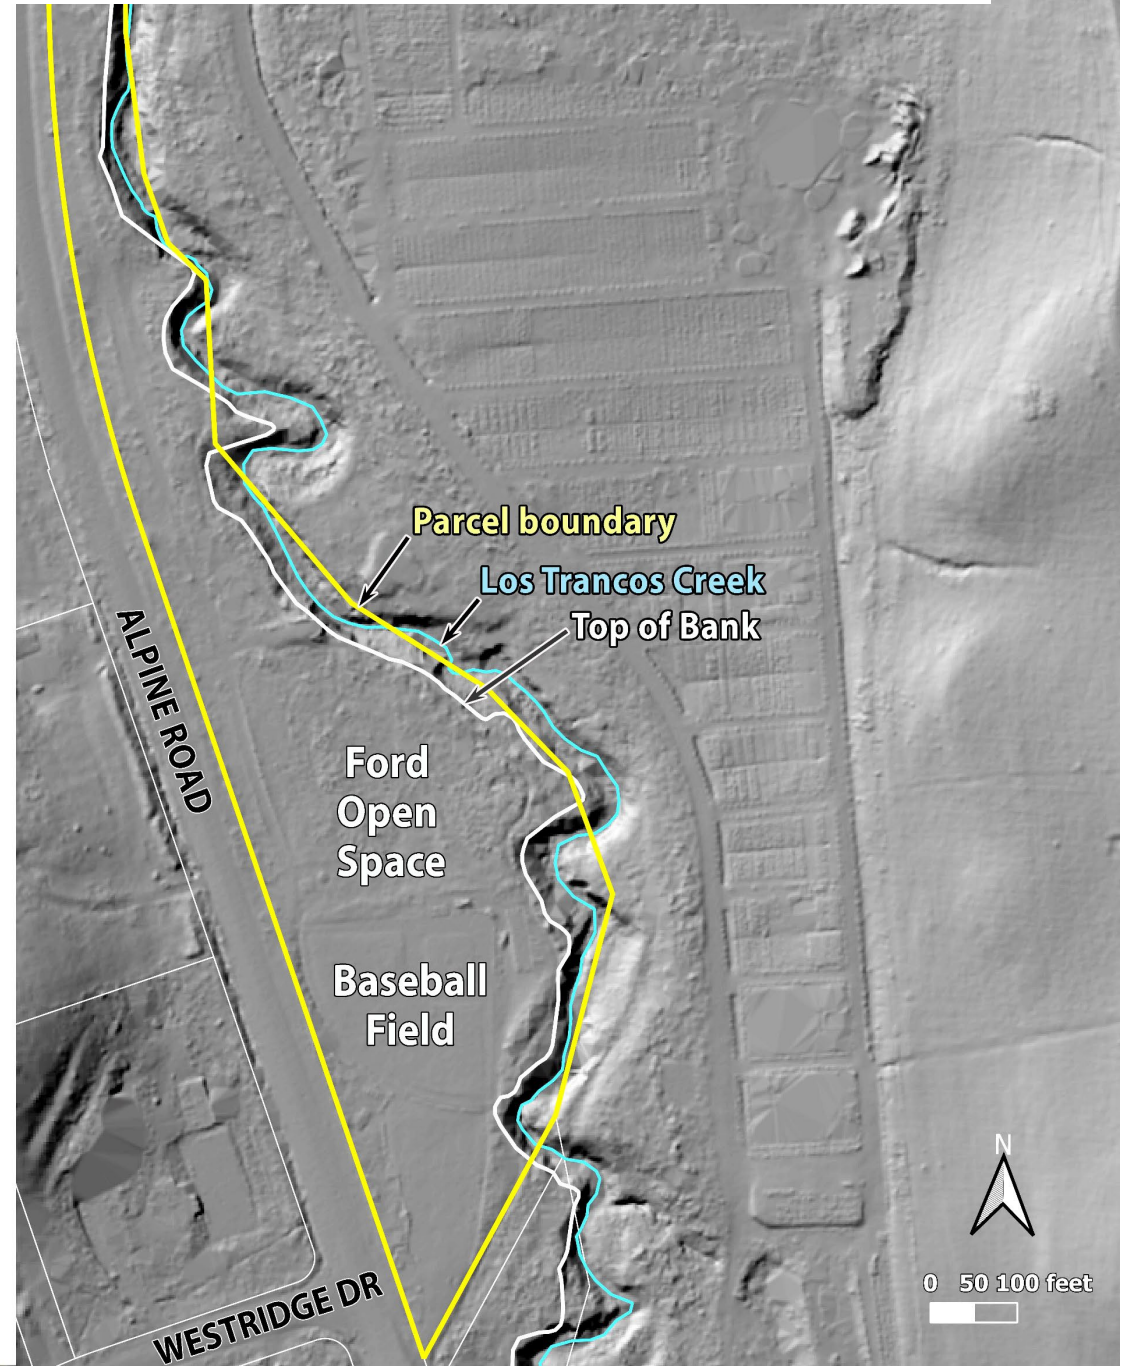 Parcel boundary
Los Trancos Creek
Top of Bank
ALPINE ROAD
Ford
Open
Space
Baseball
Field
WESTRIDGE DR
N
0 50 100 feet